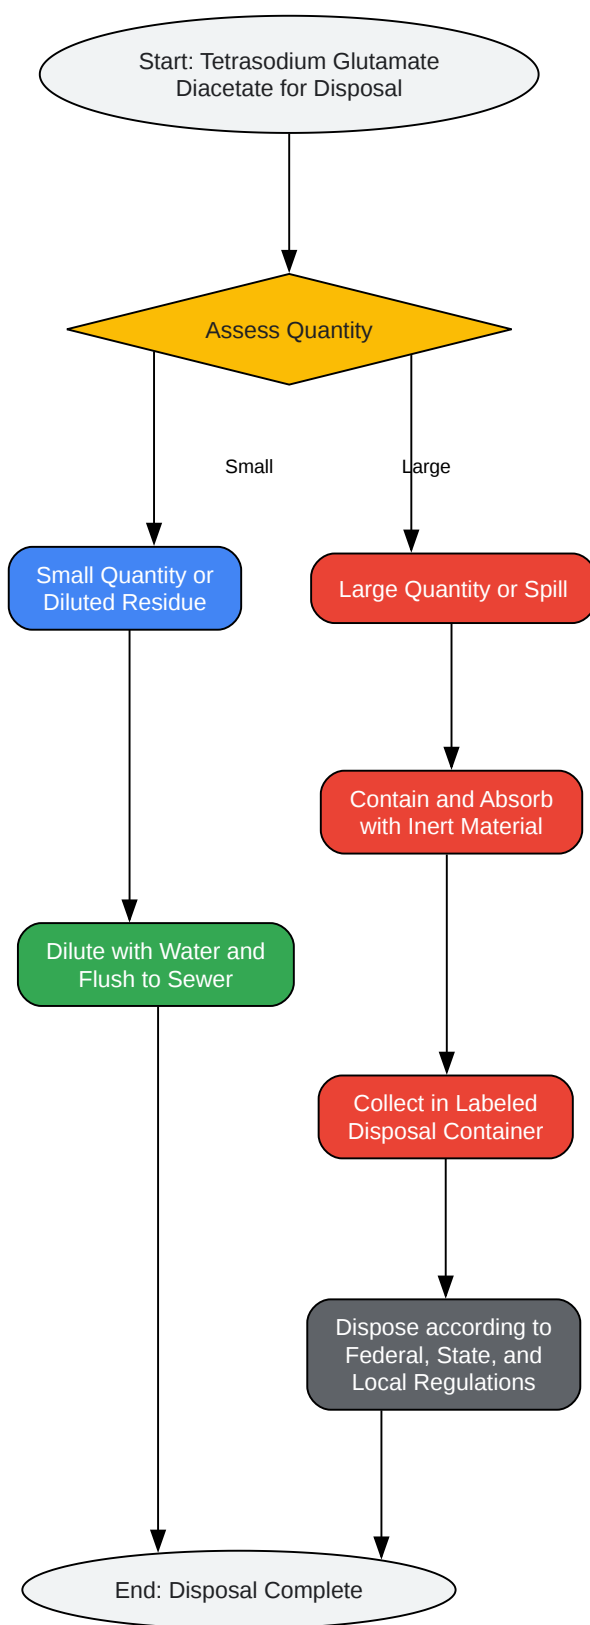 Start: Tetrasodium Glutamate
Diacetate for Disposal
Assess Quantity
Small
Large
Small Quantity or
Diluted Residue
Large Quantity or Spill
Contain and Absorb
with Inert Material
Dilute with Water and
Flush to Sewer
Collect in Labeled
Disposal Container
Dispose according to
Federal, State, and
Local Regulations
End: Disposal Complete